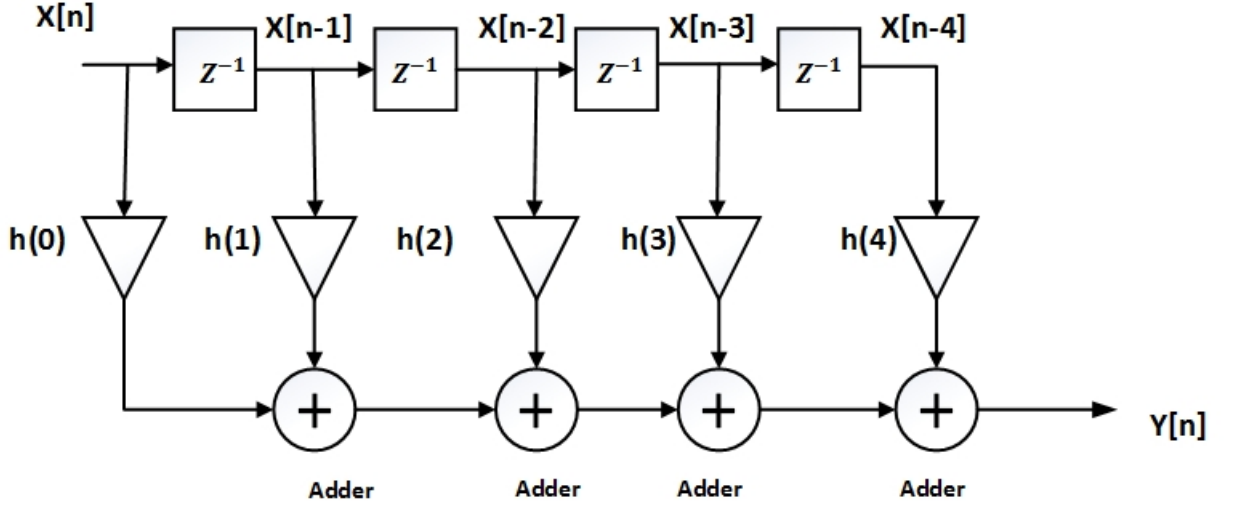 X[n]
X[n-1]
X[n-2]
X[n-3]
X[n-4]
Z⁻¹
Z⁻¹
Z⁻¹
Z⁻¹
h(0)
h(1)
h(2)
h(3)
h(4)
+
+
+
+
Y[n]
Adder
Adder
Adder
Adder